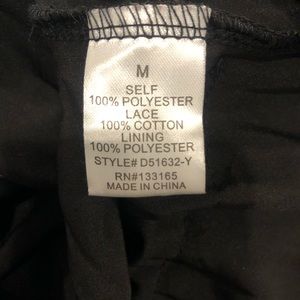 M
SELF
100% POLYESTER
LACE
100% COTTON
LINING
100% POLYESTER
STYLE# D51632-Y
RN#133165
MADE IN CHINA